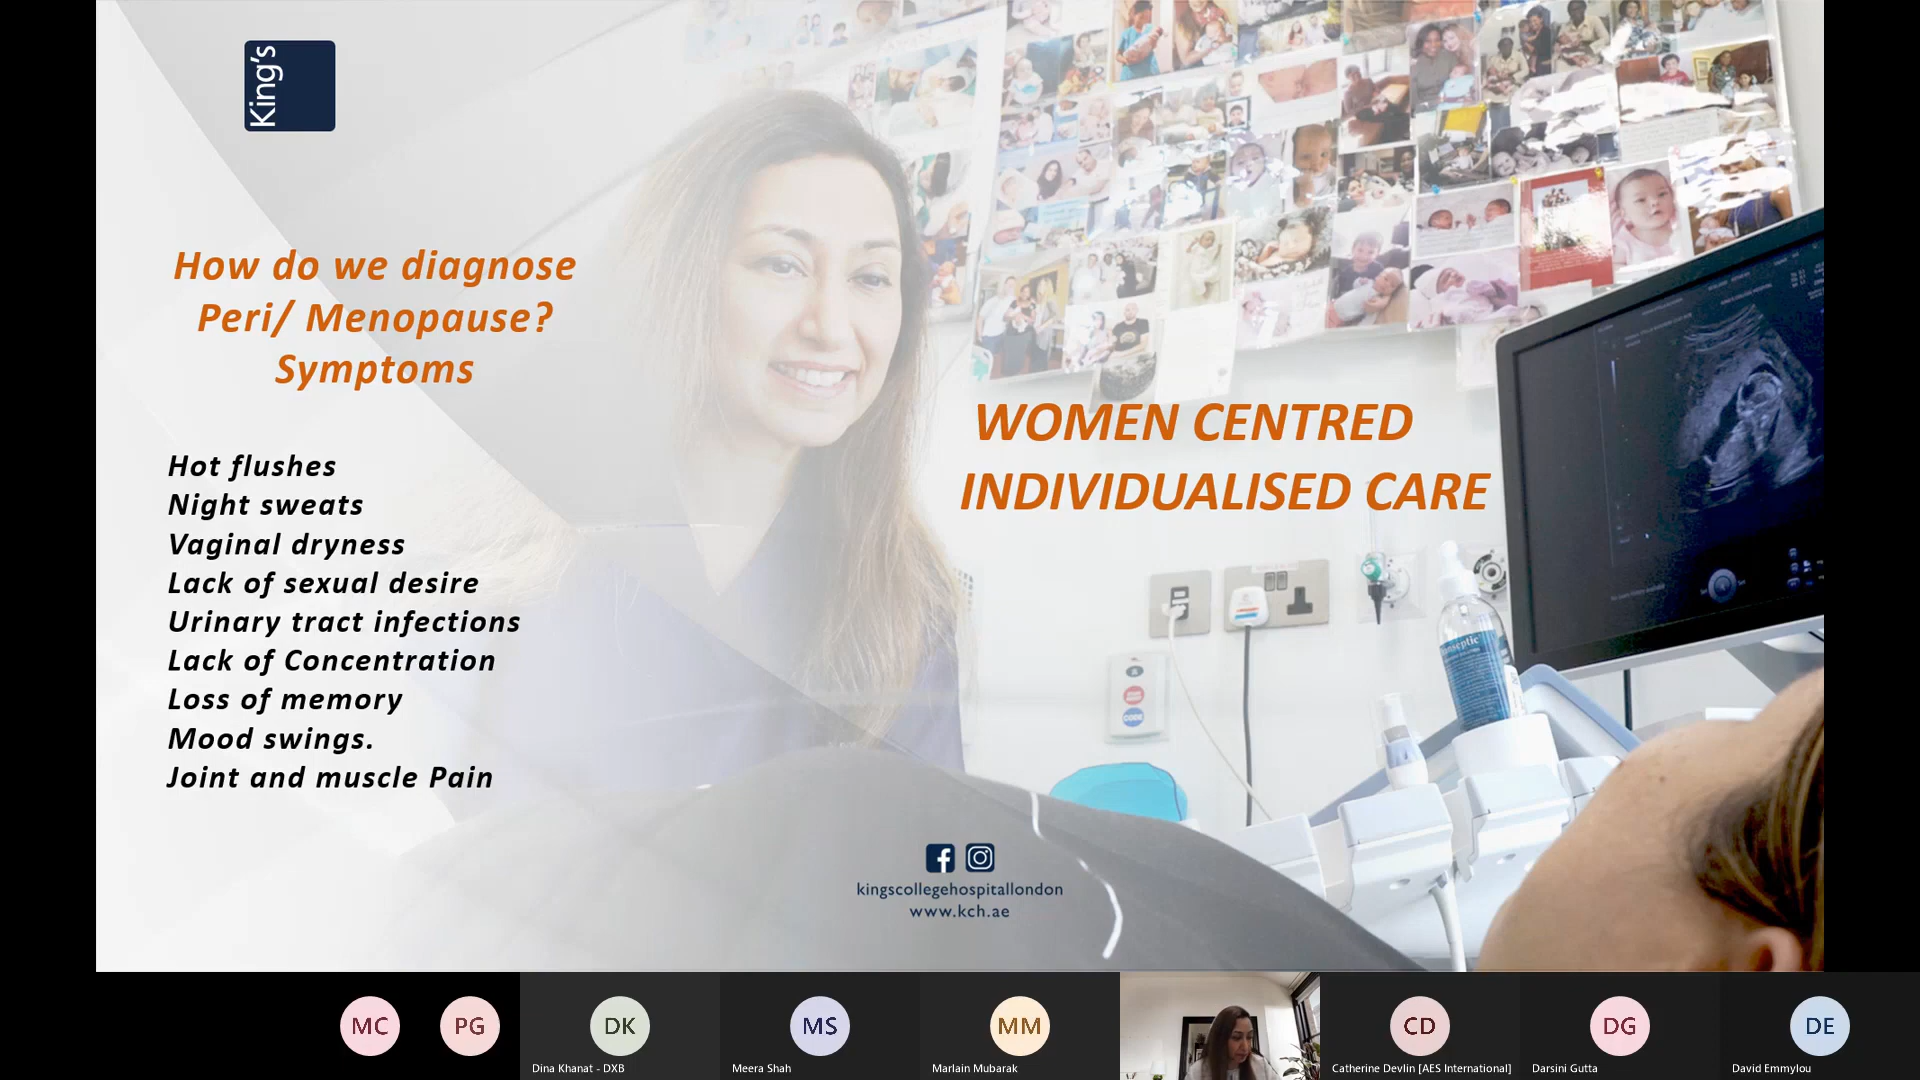 King's
How do we diagnose
Peri/ Menopause?
Symptoms
Hot flushes
Night sweats
Vaginal dryness
Lack of sexual desire
Urinary tract infections
Lack of Concentration
Loss of memory
Mood swings.
Joint and muscle Pain
WOMEN CENTRED
INDIVIDUALISED CARE
kingscollegehospitallondon
www.kch.ae
MC
PG
DK
MS
MM
CD
DG
DE
Dina Khanat - DXB
Meera Shah
Marlain Mubarak
Catherine Devlin [AES International]
Darsini Gutta
David Emmylou